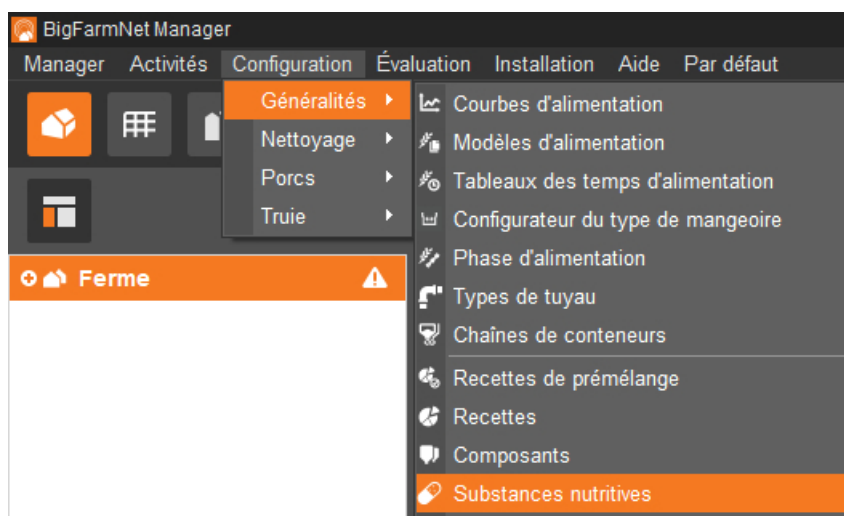 BigFarmNet Manager
Manager Activités Configuration Évaluation Installation Aide Par défaut
Généralités
Nettoyage
Porcs
Truie
Courbes d'alimentation
Modèles d'alimentation
Tableaux des temps d'alimentation
Configurateur du type de mangeoire
Phase d'alimentation
Types de tuyau
Chaînes de conteneurs
Recettes de prémélange
Recettes
Composants
Substances nutritives
Ferme